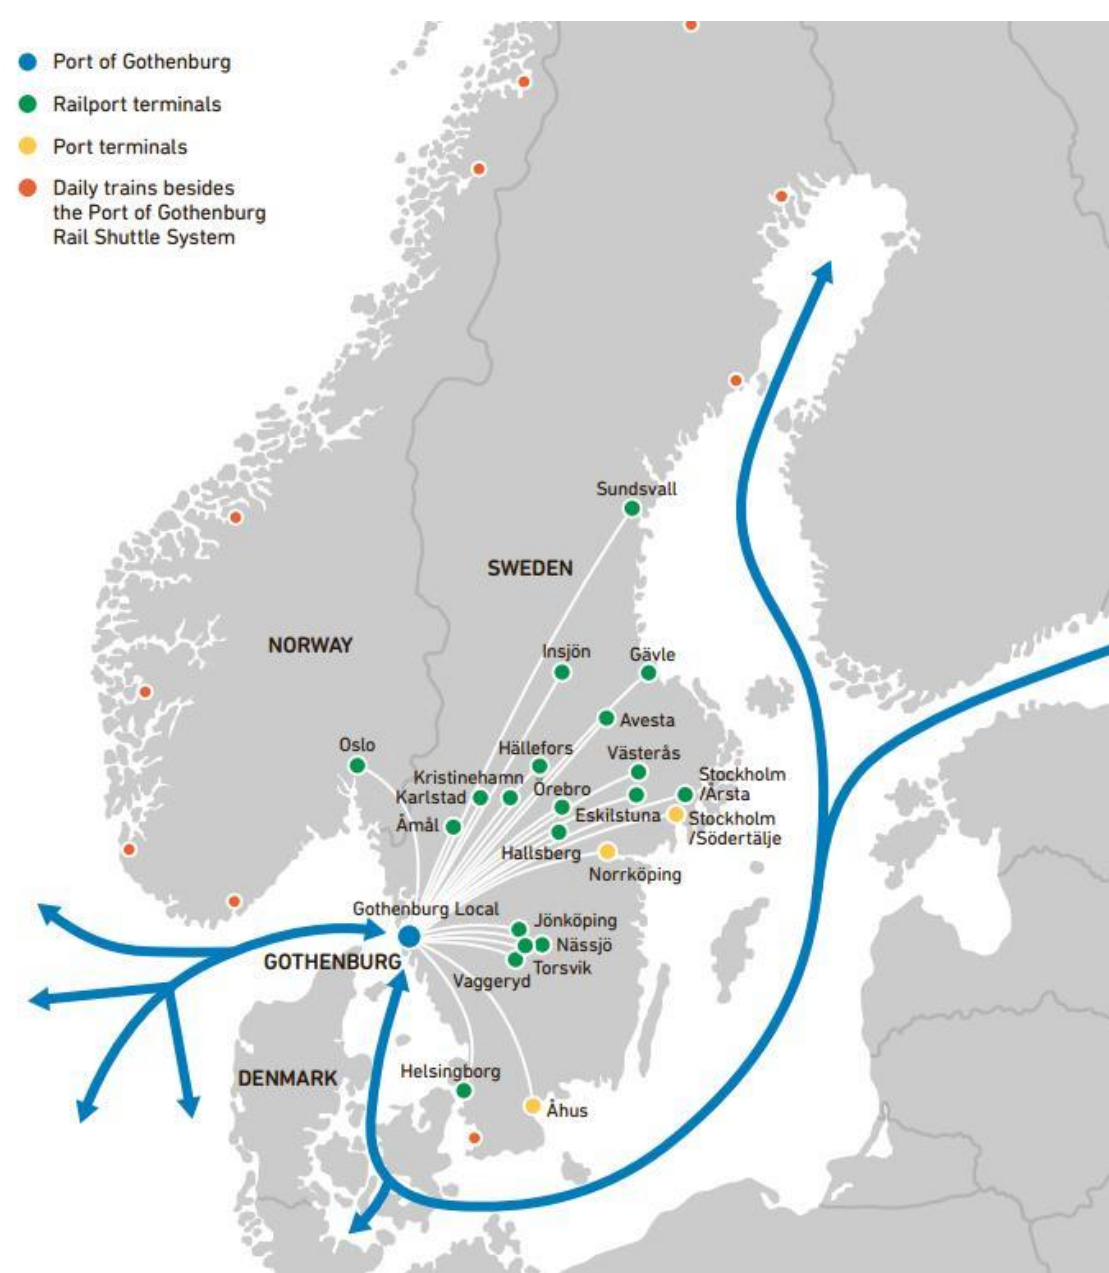 Port of Gothenburg
Railport terminals
Port terminals
Daily trains besides
the Port of Gothenburg
Rail Shuttle System
Sundsvall
SWEDEN
NORWAY
Insjön
Gävle
Avesta
Oslo
Hällefors
Västerås
Kristinehamn
Stockholm
/Årsta
Karlstad
Örebro
Eskilstuna
Stockholm
/Södertälje
Åmål
Hallsberg
Norrköping
Gothenburg Local
Jönköping
Nässjö
GOTHENBURG
Torsvik
Vaggeryd
Helsingborg
DENMARK
Åhus